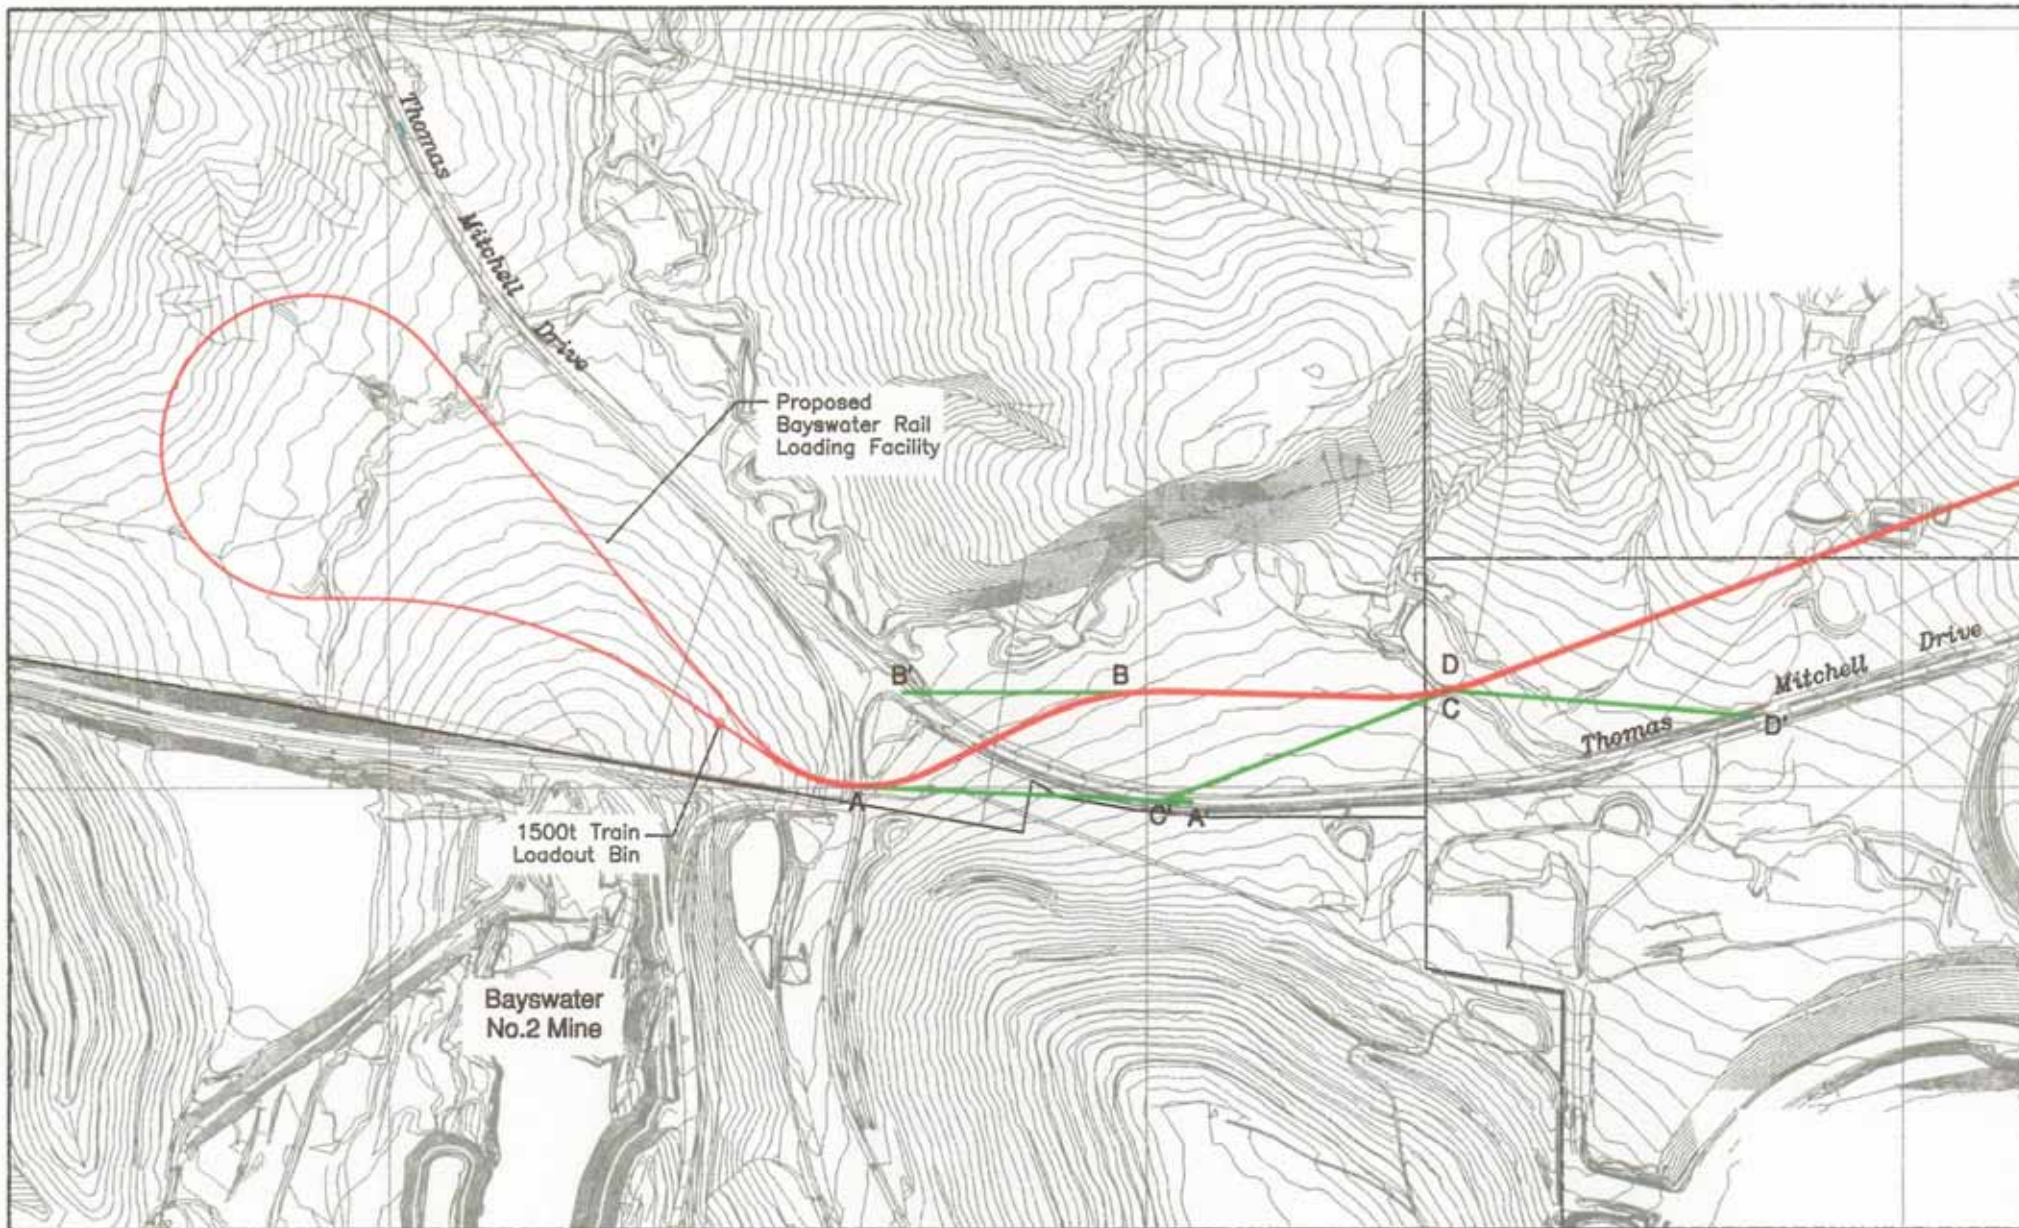 Thomas
Mitchell
Drive
Proposed
Bayswater Rail
Loading Facility
Drive
Mitchell
Thomas
B'
B
D
C
D'
A
C'
A'
1500t Train
Loadout Bin
Bayswater
No.2 Mine